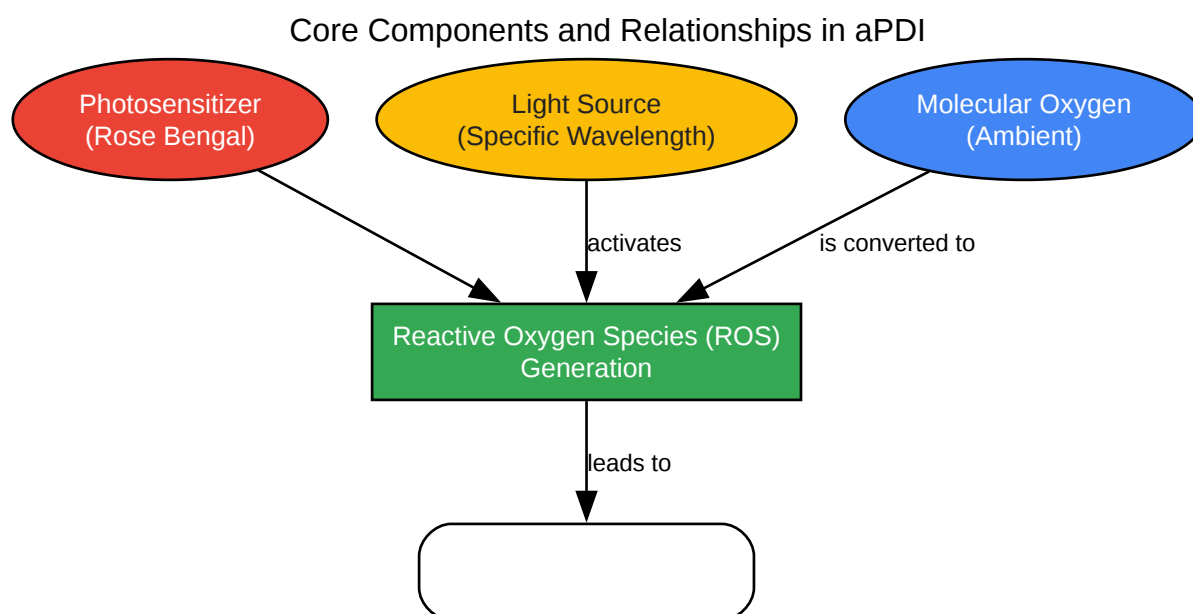 Core Components and Relationships in aPDI
Photosensitizer
(Rose Bengal)
Light Source
(Specific Wavelength)
Molecular Oxygen
(Ambient)
activates
is converted to
Reactive Oxygen Species (ROS)
Generation
leads to